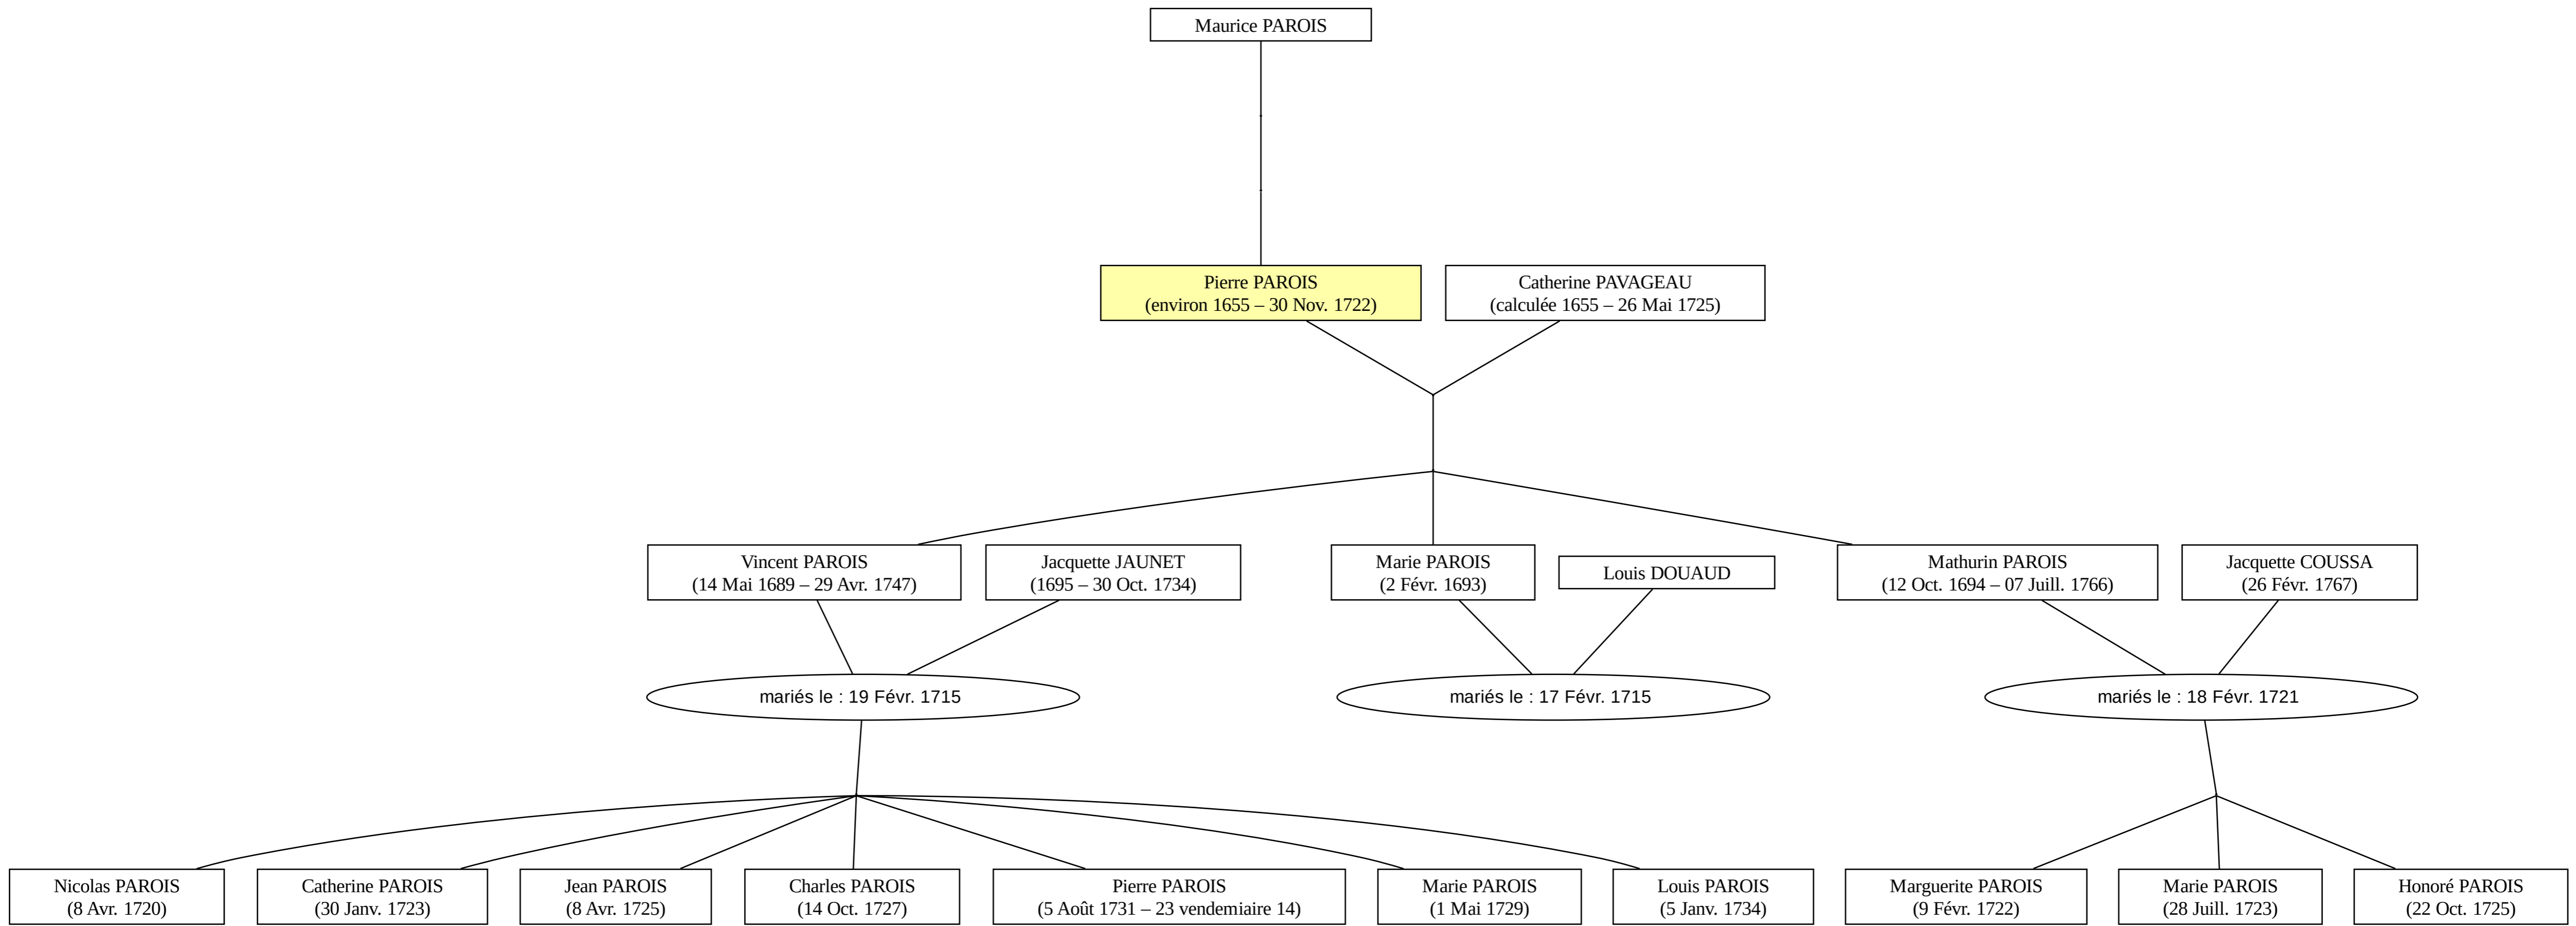 Maurice PAROIS
Pierre PAROIS
(environ 1655 – 30 Nov. 1722)
Catherine PAVAGEAU
(calculée 1655 – 26 Mai 1725)
Vincent PAROIS
(14 Mai 1689 – 29 Avr. 1747)
Jacquette JAUNET
(1695 – 30 Oct. 1734)
Marie PAROIS
(2 Févr. 1693)
Louis DOUAUD
Mathurin PAROIS
(12 Oct. 1694 – 07 Juill. 1766)
Jacquette COUSSA
(26 Févr. 1767)
mariés le : 19 Févr. 1715
mariés le : 17 Févr. 1715
mariés le : 18 Févr. 1721
Nicolas PAROIS
(8 Avr. 1720)
Catherine PAROIS
(30 Janv. 1723)
Jean PAROIS
(8 Avr. 1725)
Charles PAROIS
(14 Oct. 1727)
Pierre PAROIS
(5 Août 1731 – 23 vendemiaire 14)
Marie PAROIS
(1 Mai 1729)
Louis PAROIS
(5 Janv. 1734)
Marguerite PAROIS
(9 Févr. 1722)
Marie PAROIS
(28 Juill. 1723)
Honoré PAROIS
(22 Oct. 1725)